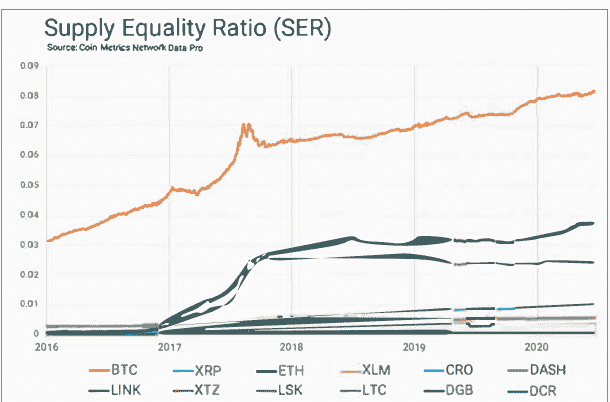 Supply Equality Ratio (SER)
Source: Coin Metrics Network Data Pro
0.09
0.08
0.07
0.06
0.05
0.04
0.03
0.02
0.01
0
2016 2017 2018 2019 2020
BTC XRP ETH XLM CRO DASH
LINK XTZ LSK LTC DGB DCR